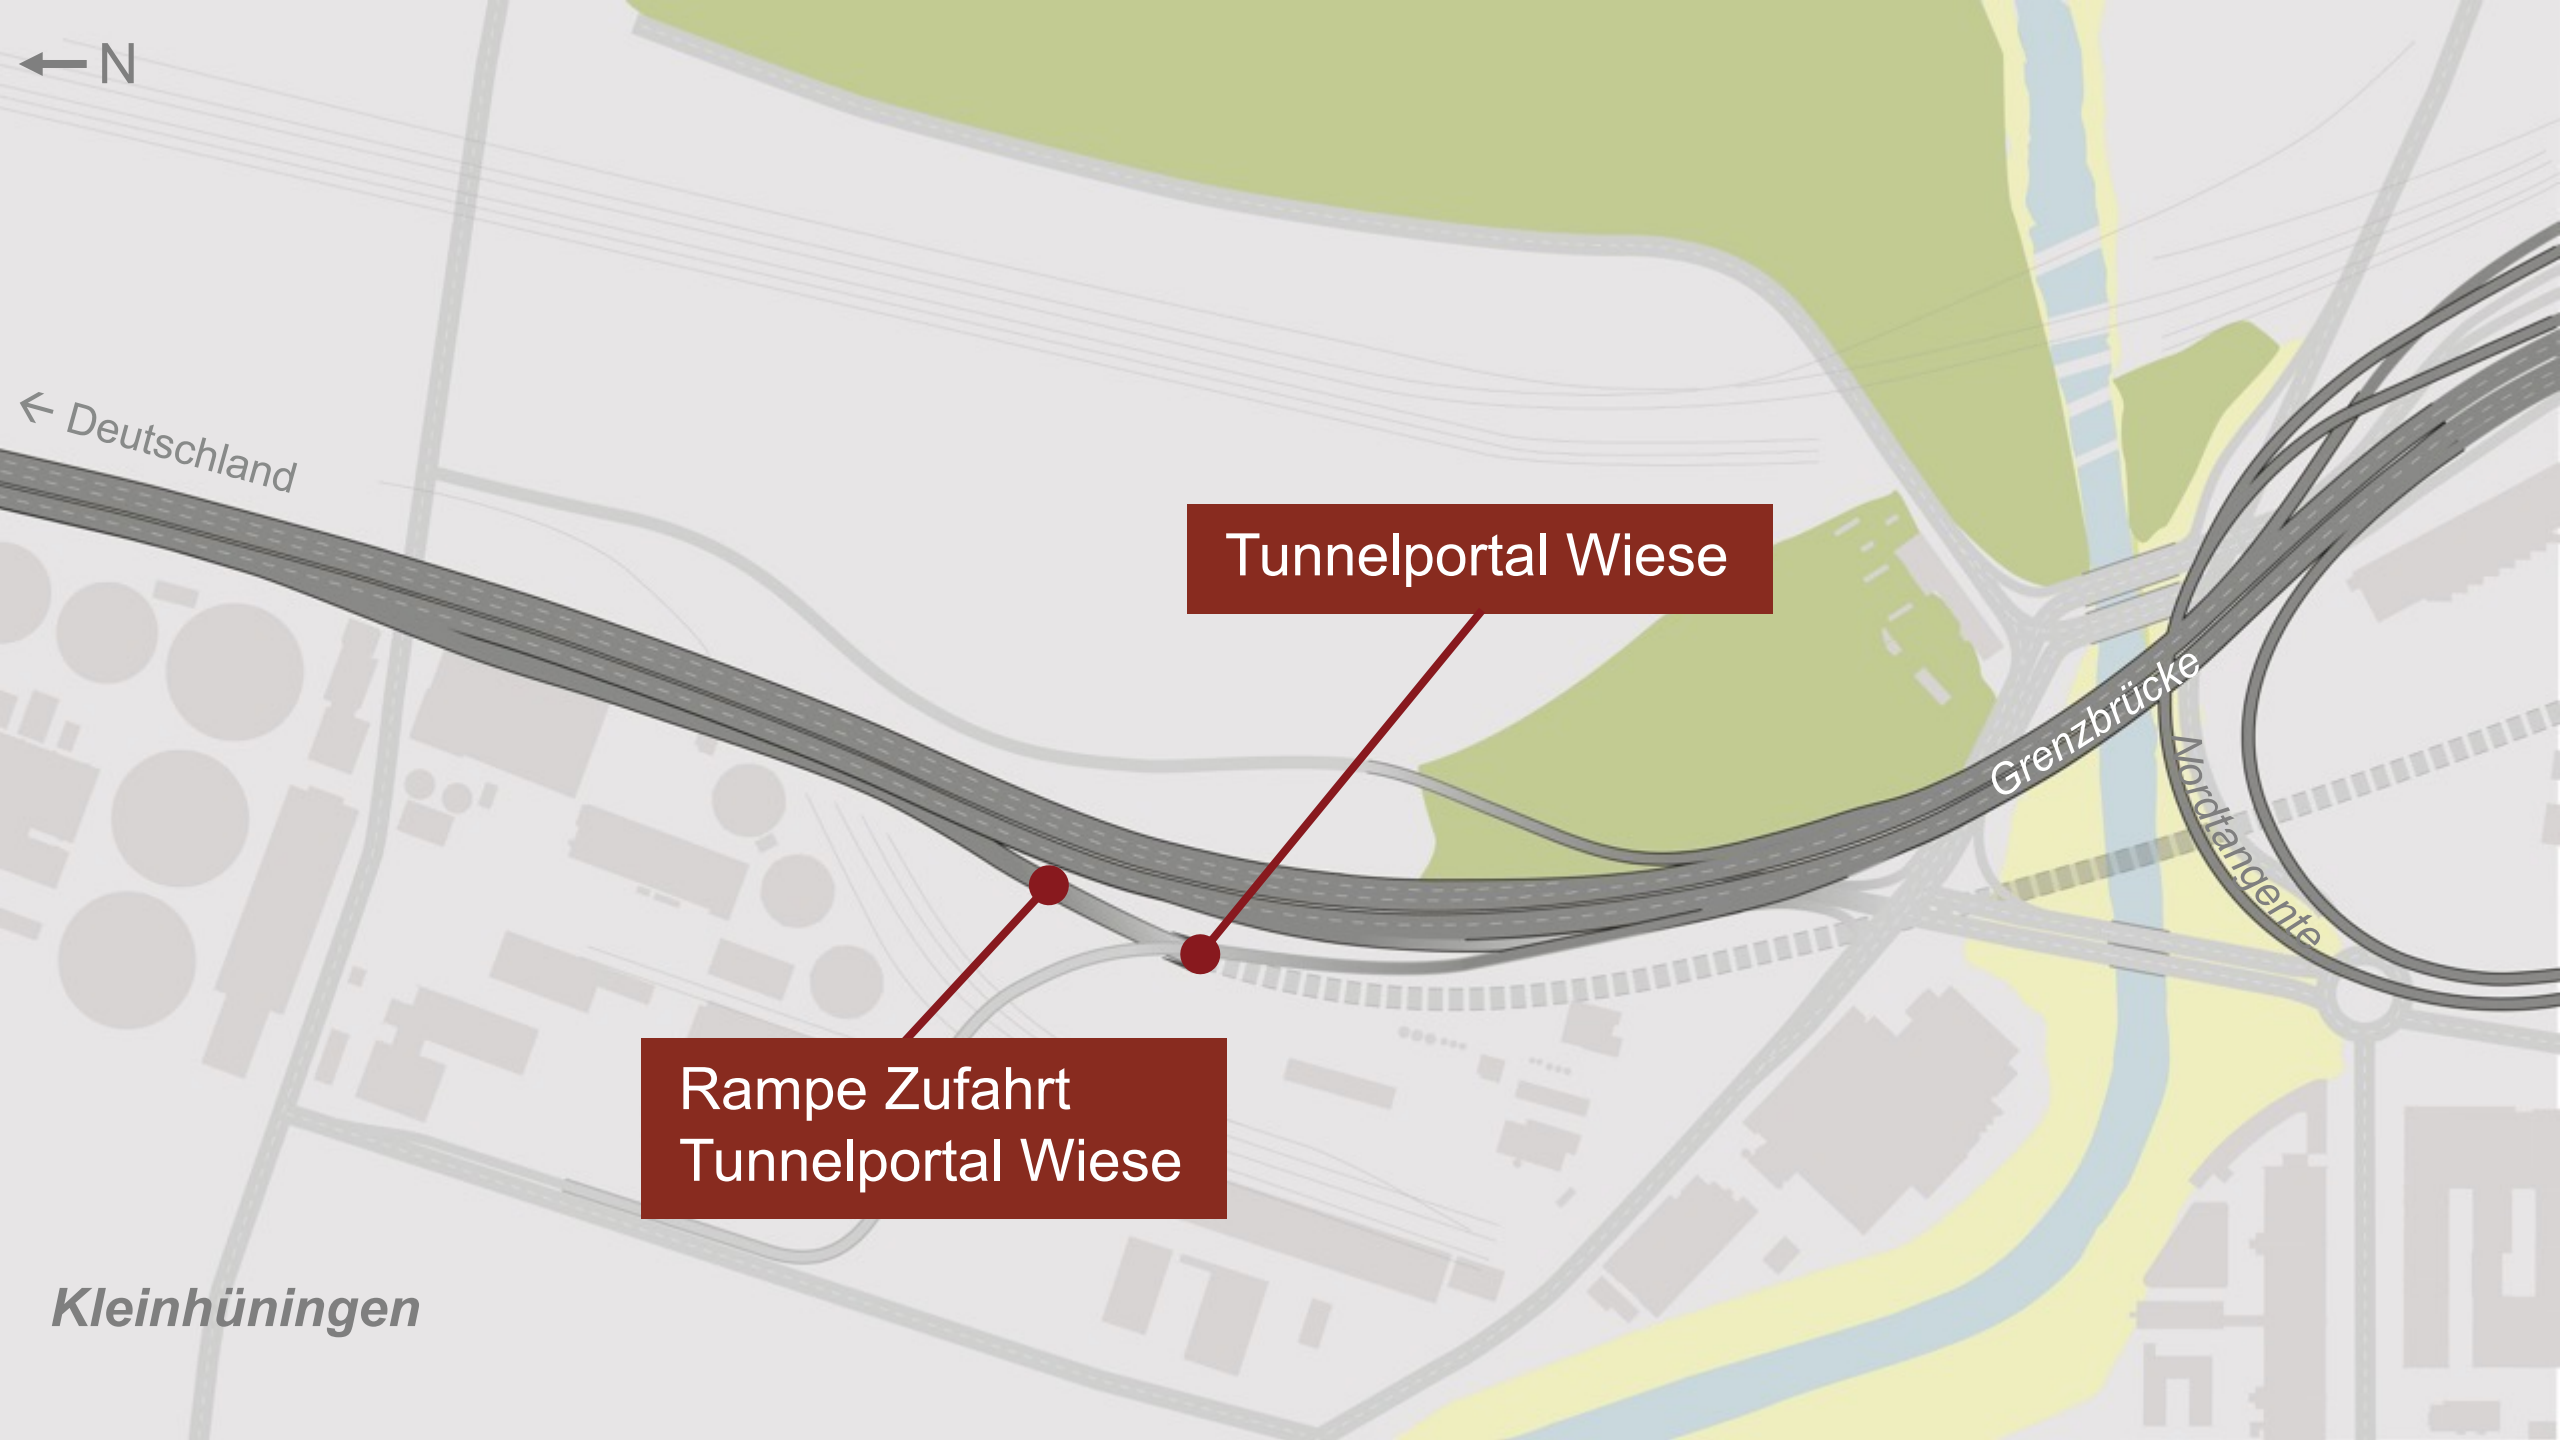 ← N
← Deutschland
Tunnelportal Wiese
Grenzbrücke
Nordtangente
Rampe Zufahrt
Tunnelportal Wiese
Kleinhüningen